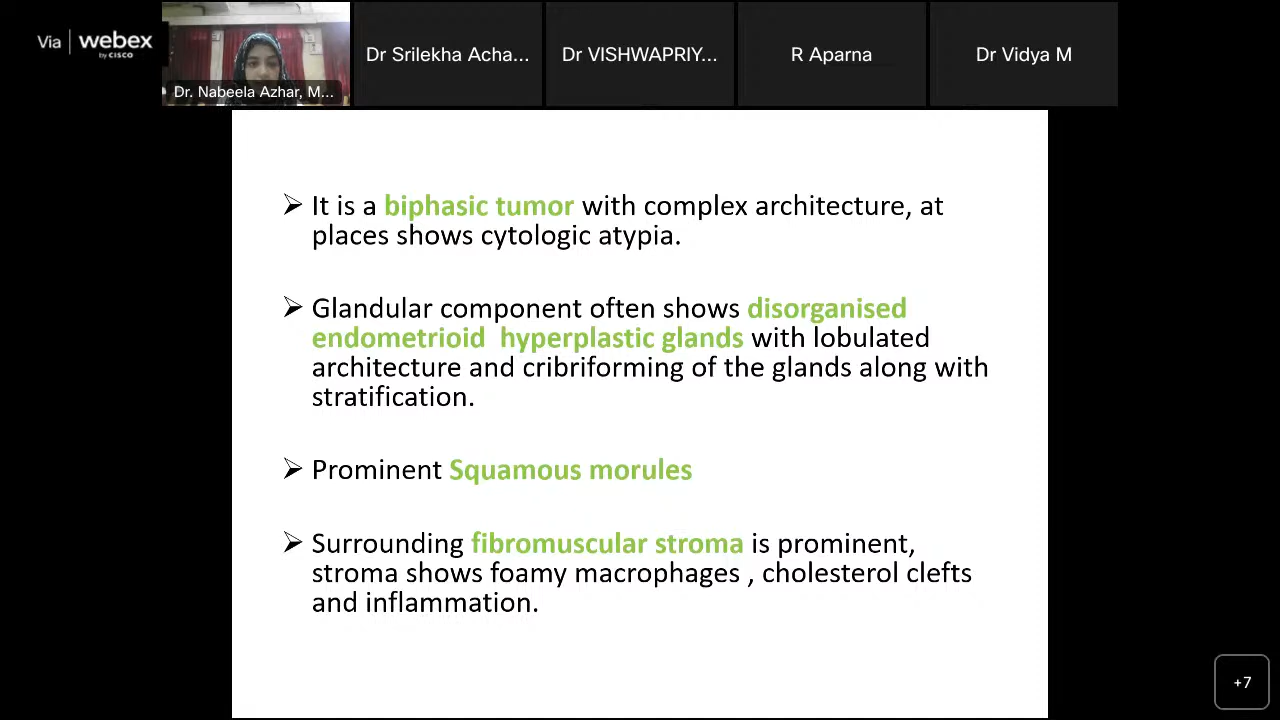 Via webex
by CISCO
Dr. Nabeela Azhar, M...
Dr Srilekha Acha...
Dr VISHWAPRIY...
R Aparna
Dr Vidya M
It is a biphasic tumor with complex architecture, at
places shows cytologic atypia.
Glandular component often shows disorganised
endometrioid hyperplastic glands with lobulated
architecture and cribriforming of the glands along with
stratification.
Prominent Squamous morules
Surrounding fibromuscular stroma is prominent,
stroma shows foamy macrophages , cholesterol clefts
and inflammation.
+7